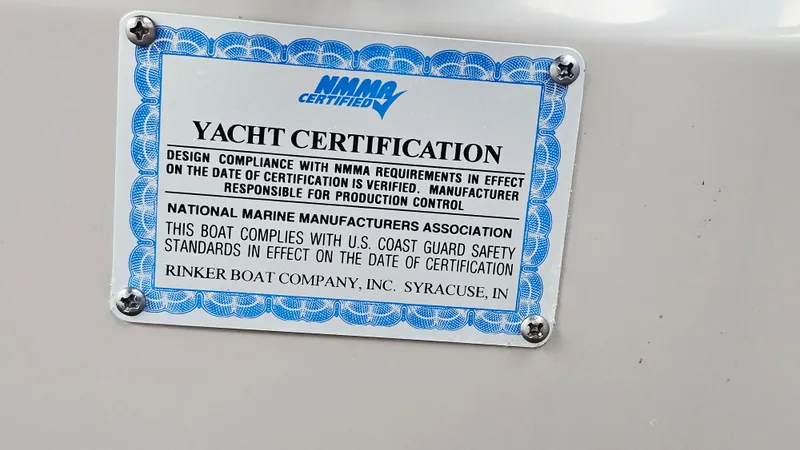 NMMA
CERTIFIED
YACHT CERTIFICATION
DESIGN COMPLIANCE WITH NMMA REQUIREMENTS IN EFFECT
ON THE DATE OF CERTIFICATION IS VERIFIED. MANUFACTURER
RESPONSIBLE FOR PRODUCTION CONTROL
NATIONAL MARINE MANUFACTURERS ASSOCIATION
THIS BOAT COMPLIES WITH U.S. COAST GUARD SAFETY
STANDARDS IN EFFECT ON THE DATE OF CERTIFICATION
RINKER BOAT COMPANY, INC. SYRACUSE, IN